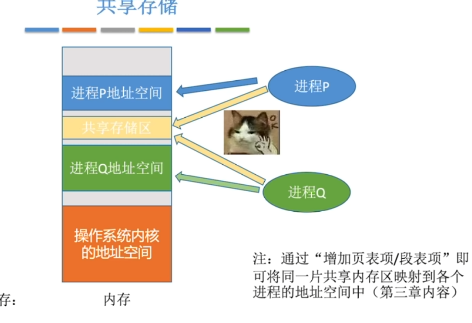 共享存储
进程P地址空间
进程P
共享存储区
OK
进程Q地址空间
进程Q
操作系统内核
的地址空间
注：通过“增加页表项/段表项”即
可将同一片共享内存区映射到各个
进程的地址空间中（第三章内容）
存：
内存